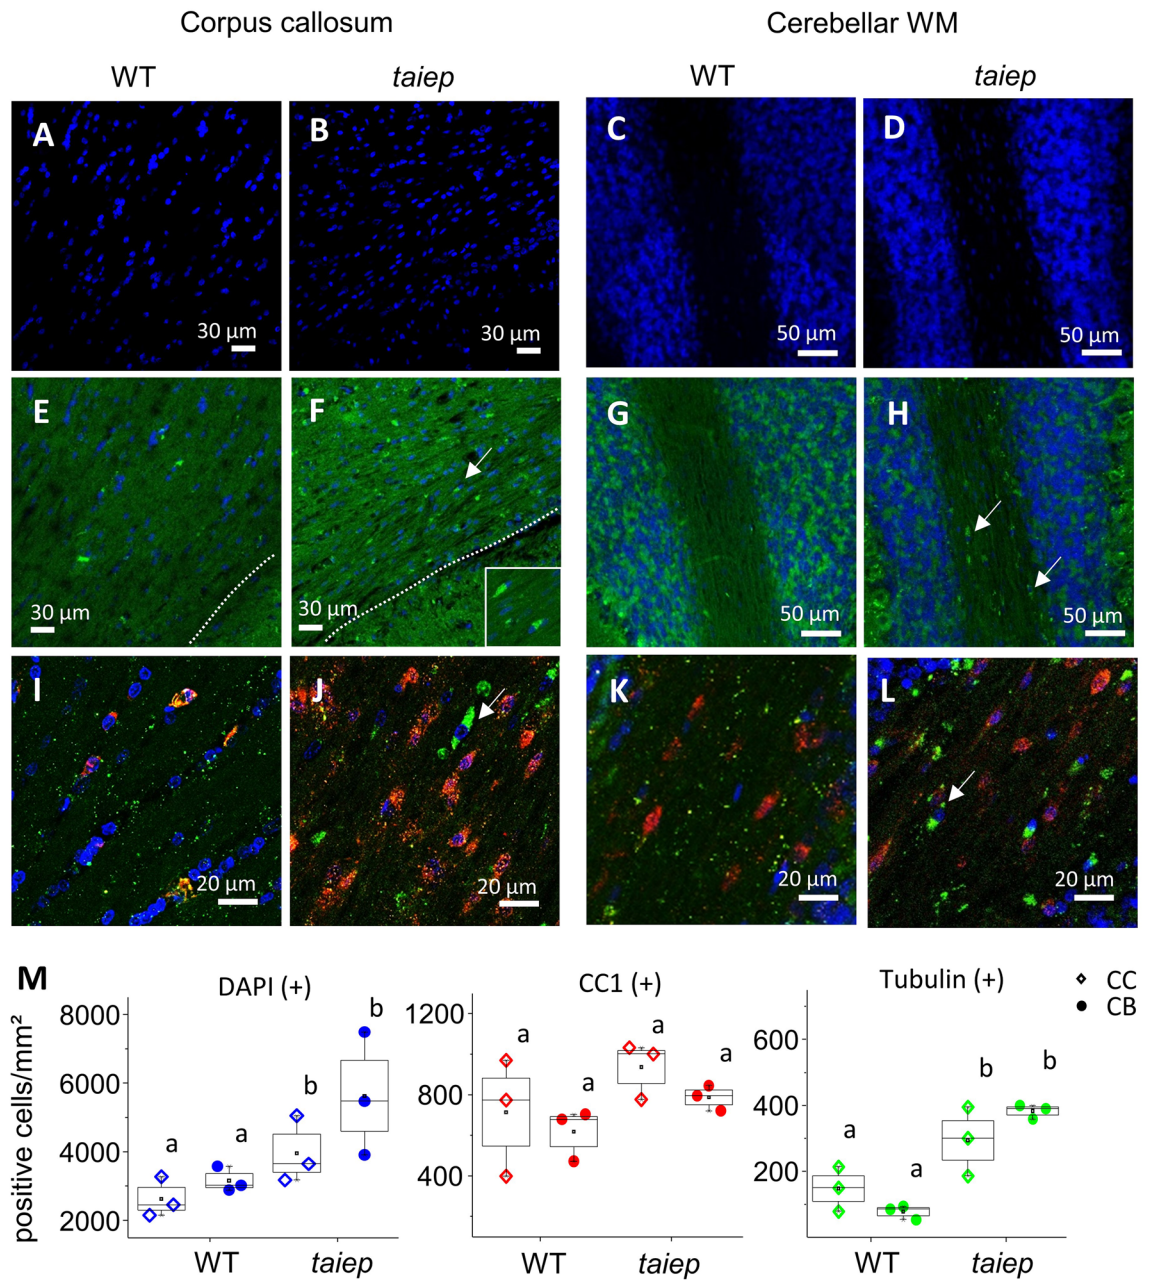 Corpus callosum Cerebellar WM
WT taiep WT taiep
A B C D
30 µm 30 µm 50 µm 50 µm
E F G H
30 µm 30 µm 50 µm 50 µm
I J K L
20 µm 20 µm 20 µm 20 µm
M
DAPI (+) CC1 (+) Tubulin (+)
CC
CB
positive cells/mm²
8000
6000
4000
2000
a a b b
WT taiep
1200
800
400
a a a a
WT taiep
600
400
200
a a b b
WT taiep